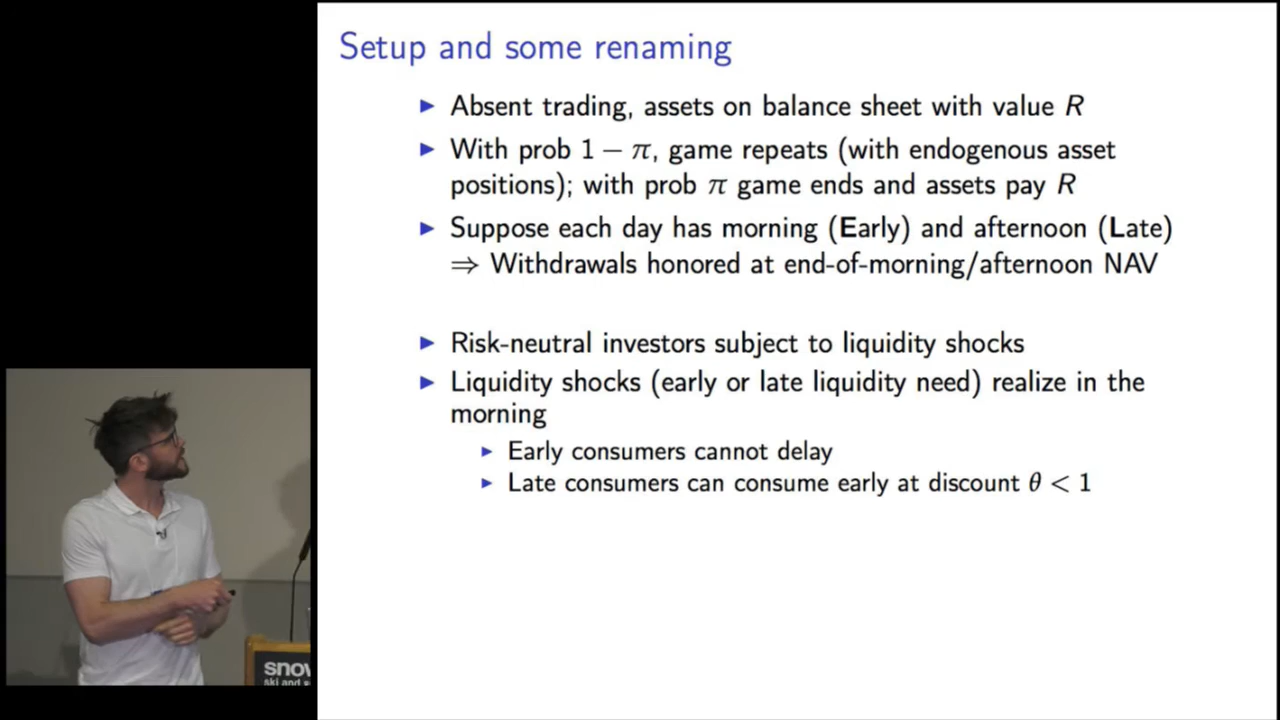 Setup and some renaming
▶ Absent trading, assets on balance sheet with value R
▶ With prob 1 − π, game repeats (with endogenous asset
positions); with prob π game ends and assets pay R
▶ Suppose each day has morning (Early) and afternoon (Late)
⇒ Withdrawals honored at end-of-morning/afternoon NAV
▶ Risk-neutral investors subject to liquidity shocks
▶ Liquidity shocks (early or late liquidity need) realize in the
morning
▶ Early consumers cannot delay
▶ Late consumers can consume early at discount θ < 1
snow
ski and